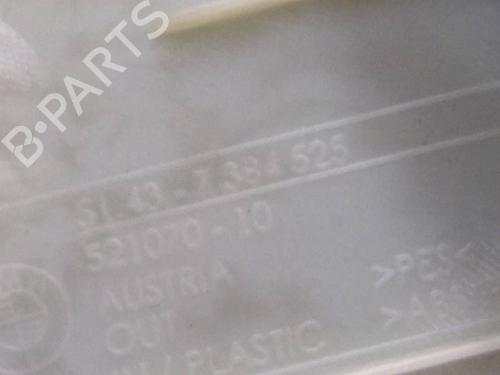 B-PARTS
51.43-7.384 525
521070-10
AUSTRIA
OUT
PLASTIC
>PES<